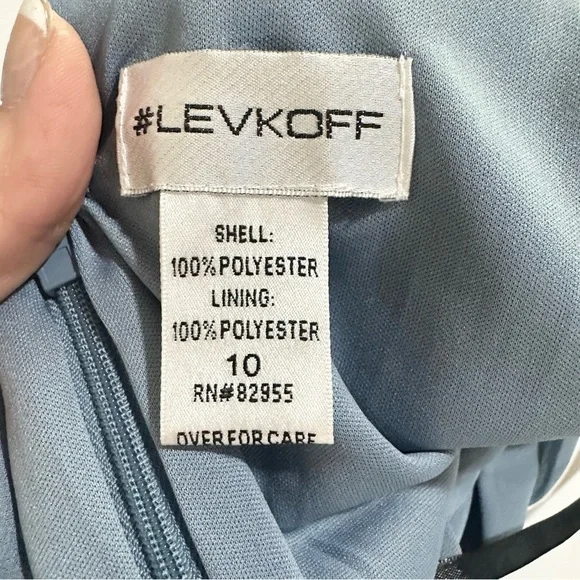 #LEVKOFF
SHELL:
100%POLYESTER
LINING:
100%POLYESTER
10
RN#82955
OVER FOR CARE